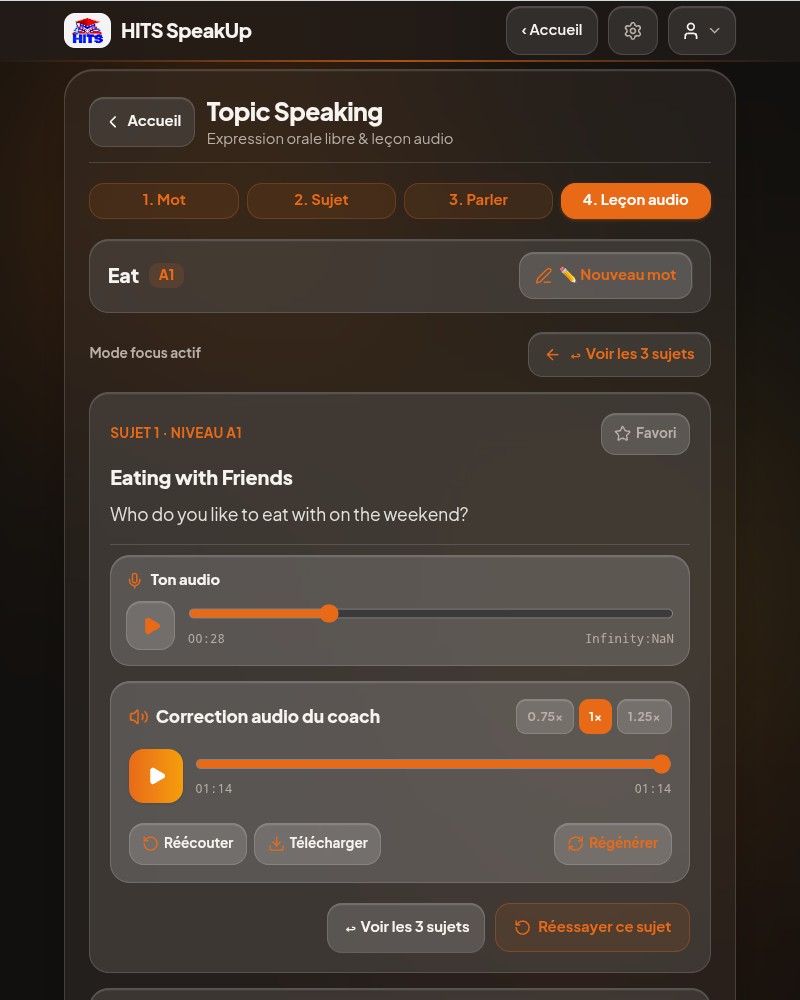 HITS
HITS SpeakUp
‹ Accueil
Accueil
Topic Speaking
Expression orale libre & leçon audio
1. Mot
2. Sujet
3. Parler
4. Leçon audio
Eat A1
✏️ Nouveau mot
Mode focus actif
↩ Voir les 3 sujets
SUJET 1 · NIVEAU A1
Favori
Eating with Friends
Who do you like to eat with on the weekend?
Ton audio
00:28
Infinity:NaN
Correction audio du coach
0.75×
1×
1.25×
01:14
01:14
Réécouter
Télécharger
Régénérer
↩ Voir les 3 sujets
Réessayer ce sujet